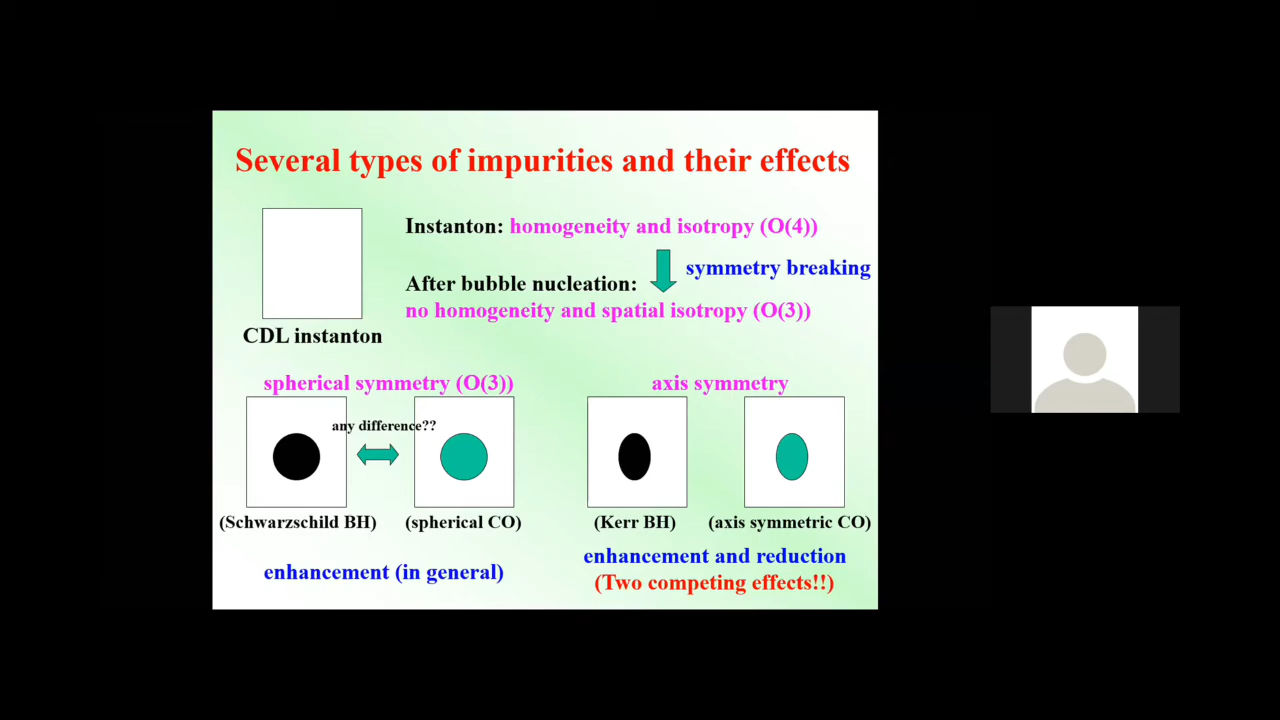 Several types of impurities and their effects
Instanton: homogeneity and isotropy (O(4))
symmetry breaking
After bubble nucleation:
no homogeneity and spatial isotropy (O(3))
CDL instanton
spherical symmetry (O(3))
axis symmetry
any difference??
(Schwarzschild BH)
(spherical CO)
(Kerr BH)
(axis symmetric CO)
enhancement (in general)
enhancement and reduction
(Two competing effects!!)